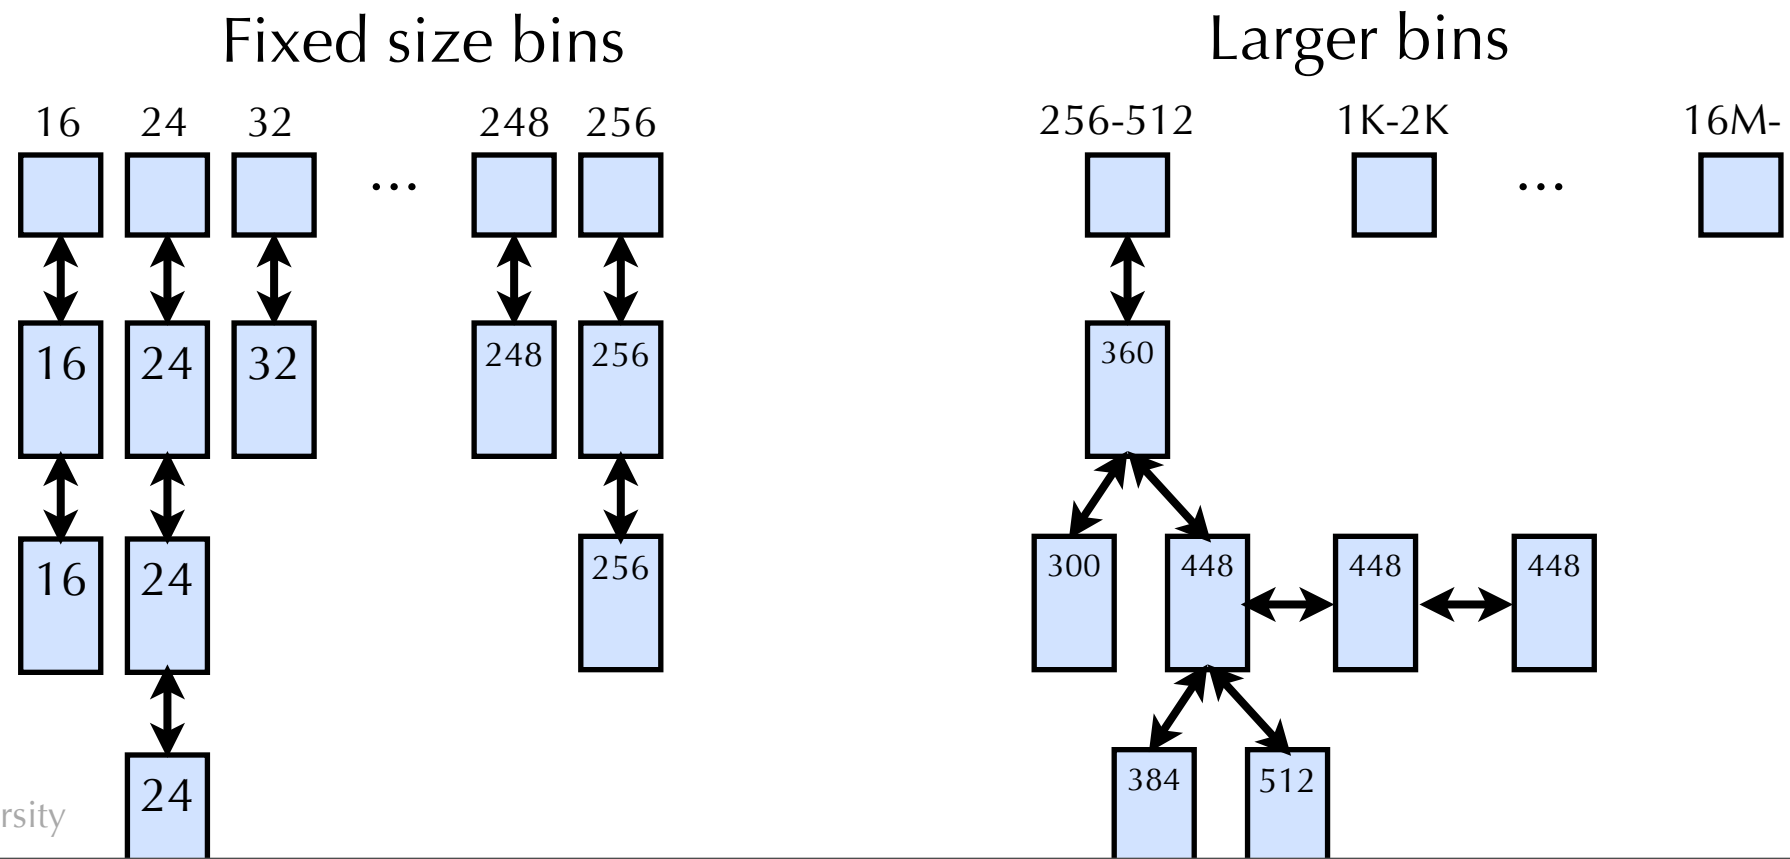 Fixed size bins
Larger bins
16 24 32 ... 248 256
256-512 1K-2K ... 16M-
16 24 32 248 256
360
16 24 256
300 448 448 448
24
384 512
rsity